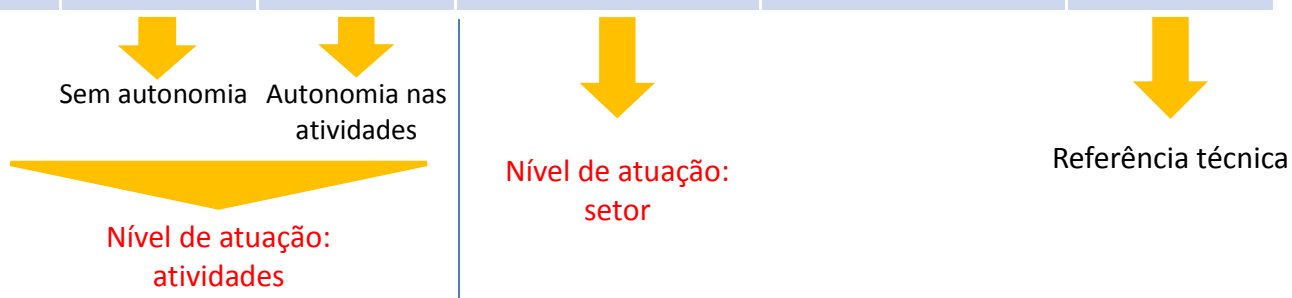 Sem autonomia
Autonomia nas
atividades
Nível de atuação:
atividades
Nível de atuação:
setor
Referência técnica